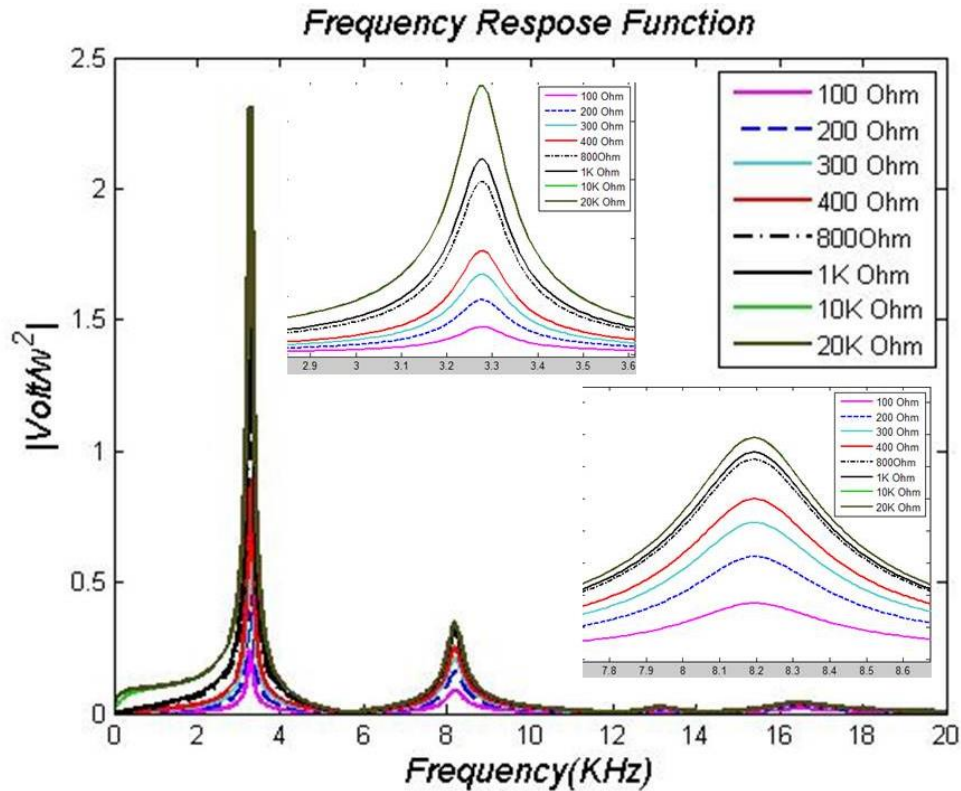 Frequency Respose Function
2.5
2
1.5
1
0.5
0
|Volt/w²|
100 Ohm
200 Ohm
300 Ohm
400 Ohm
800Ohm
1K Ohm
10K Ohm
20K Ohm
100 Ohm
200 Ohm
300 Ohm
400 Ohm
800Ohm
1K Ohm
10K Ohm
20K Ohm
2.9 3 3.1 3.2 3.3 3.4 3.5 3.6
100 Ohm
200 Ohm
300 Ohm
400 Ohm
800Ohm
1K Ohm
10K Ohm
20K Ohm
7.8 7.9 8 8.1 8.2 8.3 8.4 8.5 8.6
0 2 4 6 8 10 12 14 16 18 20
Frequency(KHz)